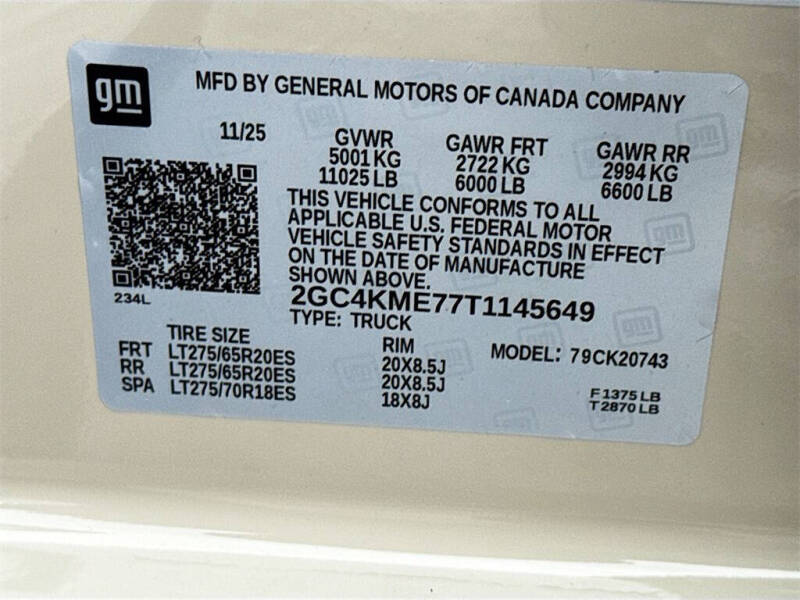 gm
MFD BY GENERAL MOTORS OF CANADA COMPANY
11/25 GVWR GAWR FRT GAWR RR
5001 KG 2722 KG 2994 KG
11025 LB 6000 LB 6600 LB
THIS VEHICLE CONFORMS TO ALL
APPLICABLE U.S. FEDERAL MOTOR
VEHICLE SAFETY STANDARDS IN EFFECT
ON THE DATE OF MANUFACTURE
SHOWN ABOVE.
234L
2GC4KME77T1145649
TYPE: TRUCK
TIRE SIZE RIM MODEL: 79CK20743
FRT LT275/65R20ES 20X8.5J
RR LT275/65R20ES 20X8.5J
SPA LT275/70R18ES 18X8J
F 1375 LB
T 2870 LB